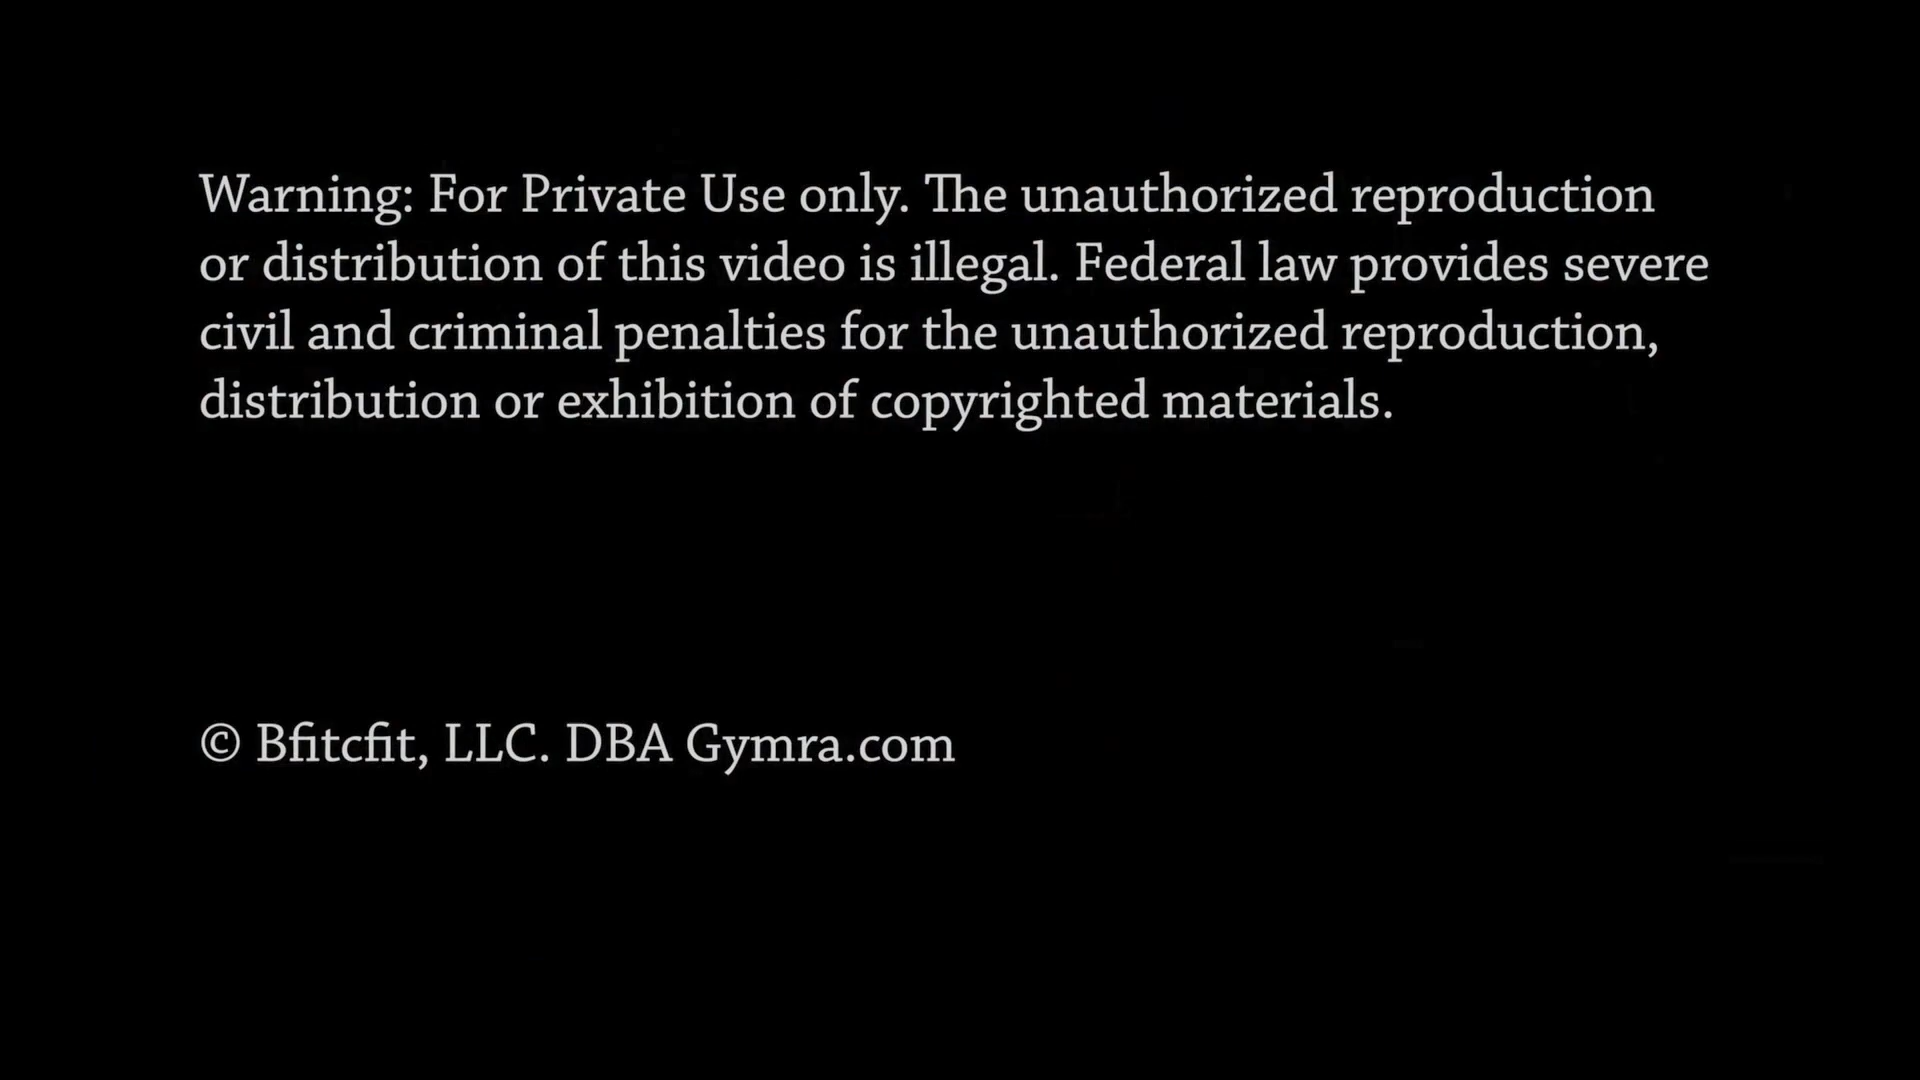 Warning: For Private Use only. The unauthorized reproduction
or distribution of this video is illegal. Federal law provides severe
civil and criminal penalties for the unauthorized reproduction,
distribution or exhibition of copyrighted materials.
© Bfitcfit, LLC. DBA Gymra.com